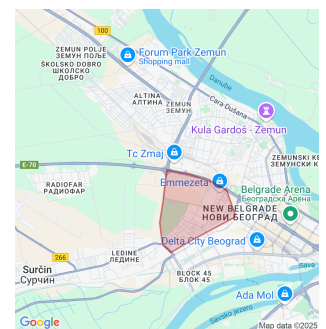 100
ZEMUN POLJE
ЗЕМУН ПОЉЕ
Forum Park Zemun
Shopping mall
ŠKOLSKO DOBRO
ШКОЛСКО
ДОБРО
Danube
ALTINA
АЛТИНА
ZEMUN
ЗЕМУН
Cara Dušana
Kula Gardoš - Zemun
Tc Zmaj
E-70
ZEMUNSKI KE
ЗЕМУНСКИ К
RADIOFAR
РАДИОФАР
Emmezeta
Belgrade Arena
Београдска Арена
NEW BELGRADE
НОВИ БЕОГРАД
Delta City Beograd
LEDINE
ЛЕДИНЕ
266
Surčin
Сурчин
BLOCK 45
БЛОК 45
Sava
Ada Mol
Savsko jezero
Google
Map data ©2025